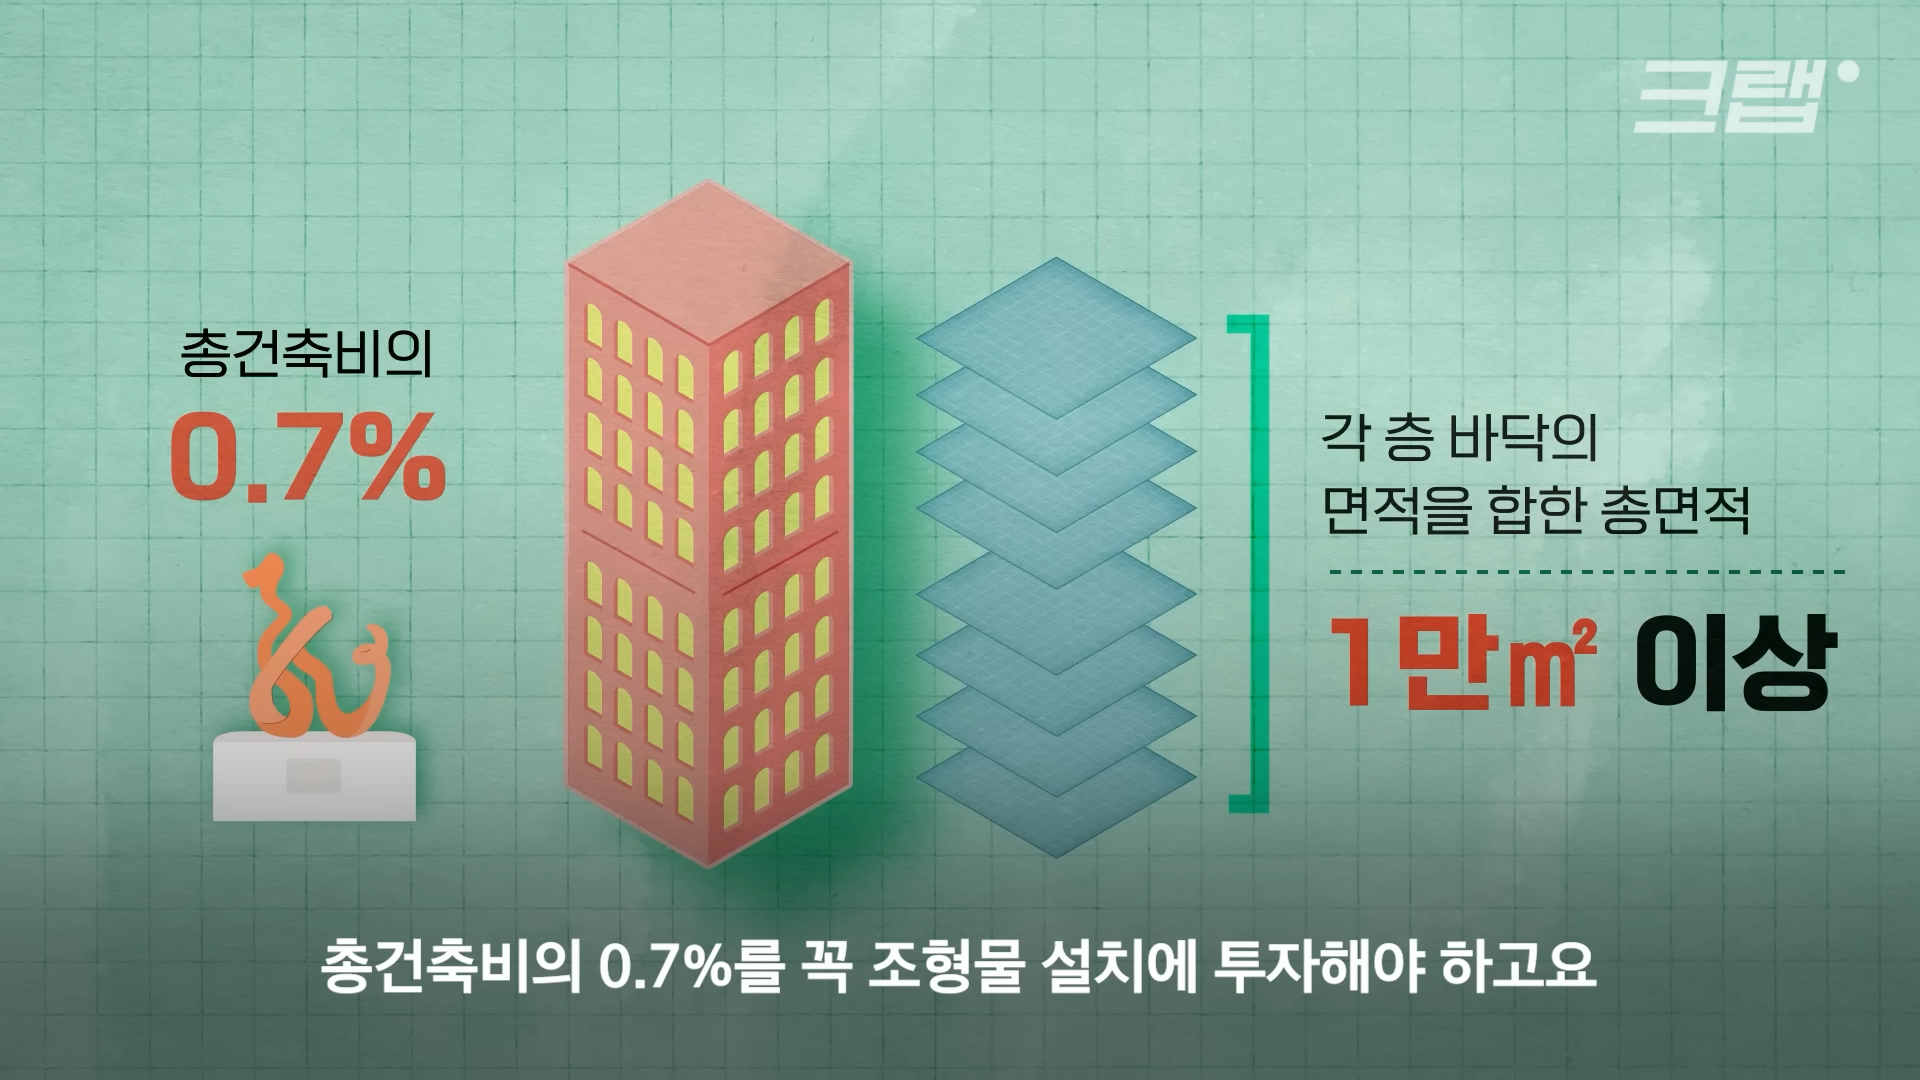 크랩
총건축비의
0.7%
각 층 바닥의
면적을 합한 총면적
1만㎡ 이상
총건축비의 0.7%를 꼭 조형물 설치에 투자해야 하고요